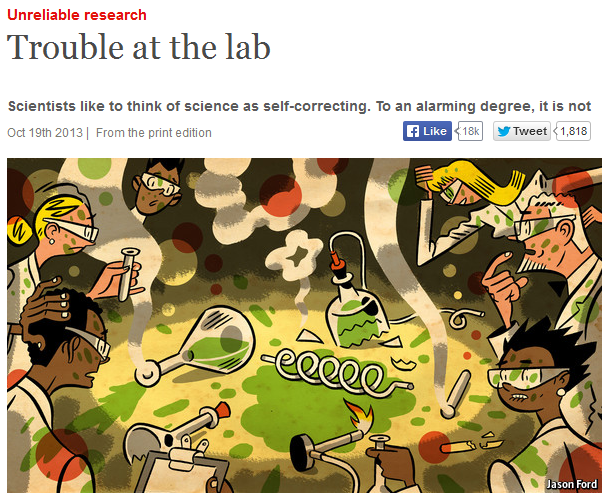 Unreliable research
Trouble at the lab
Scientists like to think of science as self-correcting. To an alarming degree, it is not
Oct 19th 2013 | From the print edition
Like 18k Tweet 1,818
Jason Ford